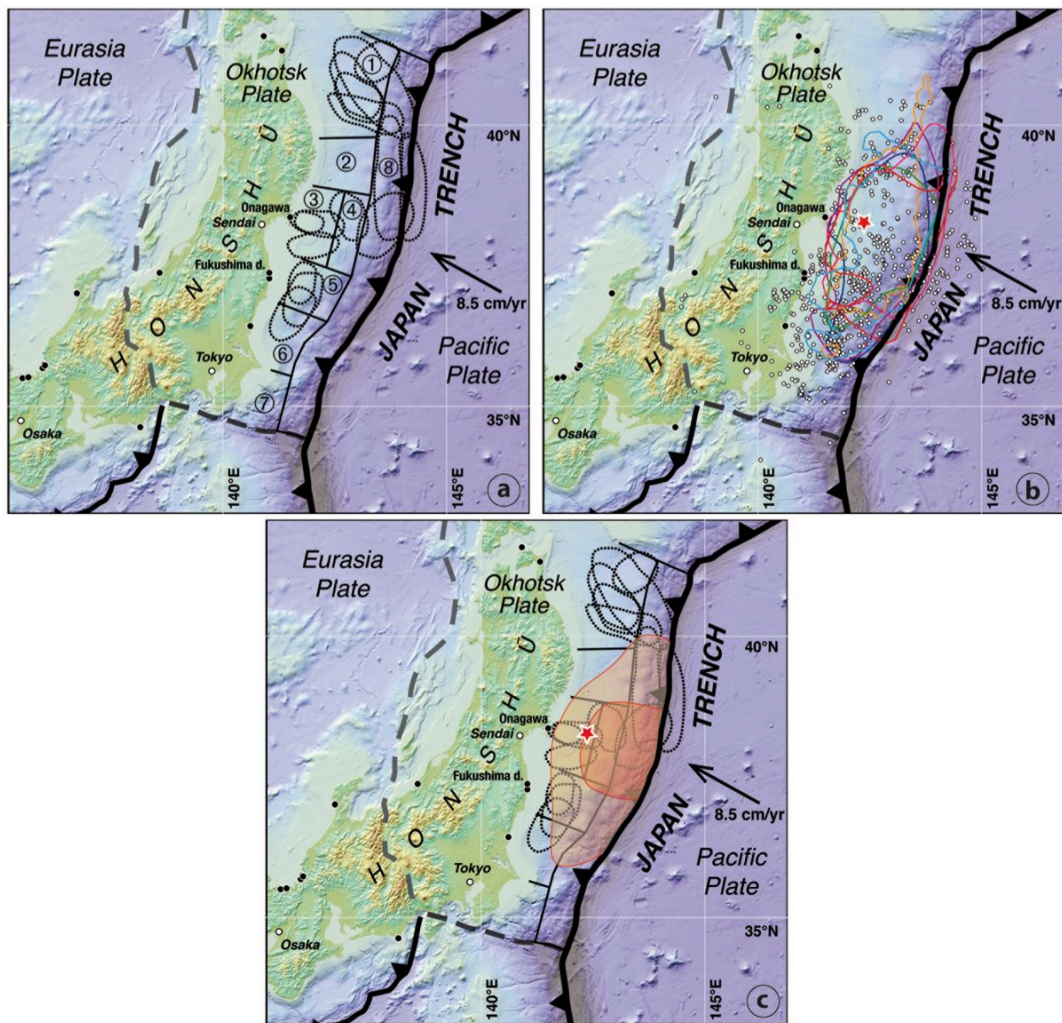 Eurasia
Plate
Okhotsk
Plate
①
②
③
④
⑤
⑥
⑦
⑧
HONSHŪ
Onagawa
Sendai
Fukushima d.
Tokyo
Osaka
JAPAN TRENCH
8.5 cm/yr
Pacific
Plate
40°N
35°N
140°E
145°E
a
Eurasia
Plate
Okhotsk
Plate
HONSHŪ
Onagawa
Sendai
Fukushima d.
Tokyo
Osaka
JAPAN TRENCH
8.5 cm/yr
Pacific
Plate
40°N
35°N
140°E
145°E
b
Eurasia
Plate
Okhotsk
Plate
HONSHŪ
Onagawa
Sendai
Fukushima d.
Tokyo
Osaka
JAPAN TRENCH
8.5 cm/yr
Pacific
Plate
40°N
35°N
140°E
145°E
c